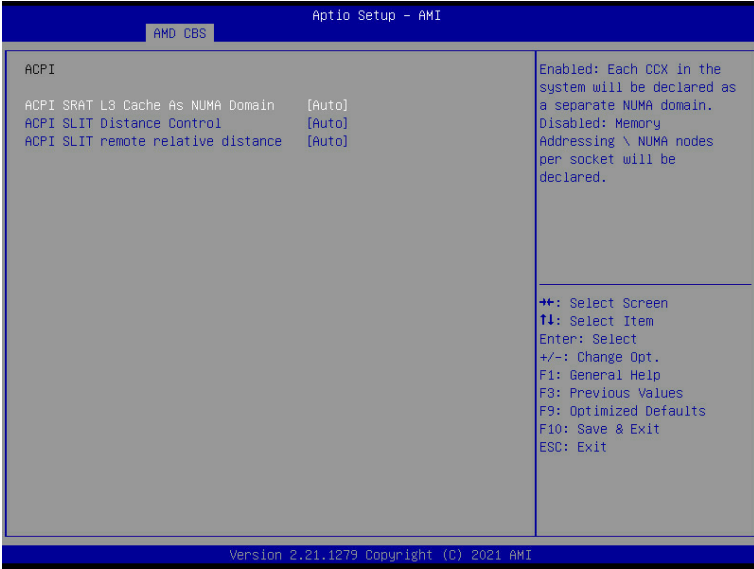 Aptio Setup – AMI
AMD CBS
ACPI
ACPI SRAT L3 Cache As NUMA Domain [Auto]
ACPI SLIT Distance Control [Auto]
ACPI SLIT remote relative distance [Auto]
Enabled: Each CCX in the
system will be declared as
a separate NUMA domain.
Disabled: Memory
Addressing \ NUMA nodes
per socket will be
declared.
→←: Select Screen
↑↓: Select Item
Enter: Select
+/-: Change Opt.
F1: General Help
F3: Previous Values
F9: Optimized Defaults
F10: Save & Exit
ESC: Exit
Version 2.21.1279 Copyright (C) 2021 AMI